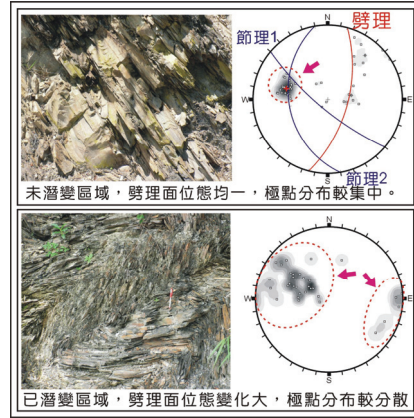 節理1
N
劈理
W
E
S
節理2
未潛變區域，劈理面位態均一，極點分布較集中。
N
W
E
S
已潛變區域，劈理面位態變化大，極點分布較分散